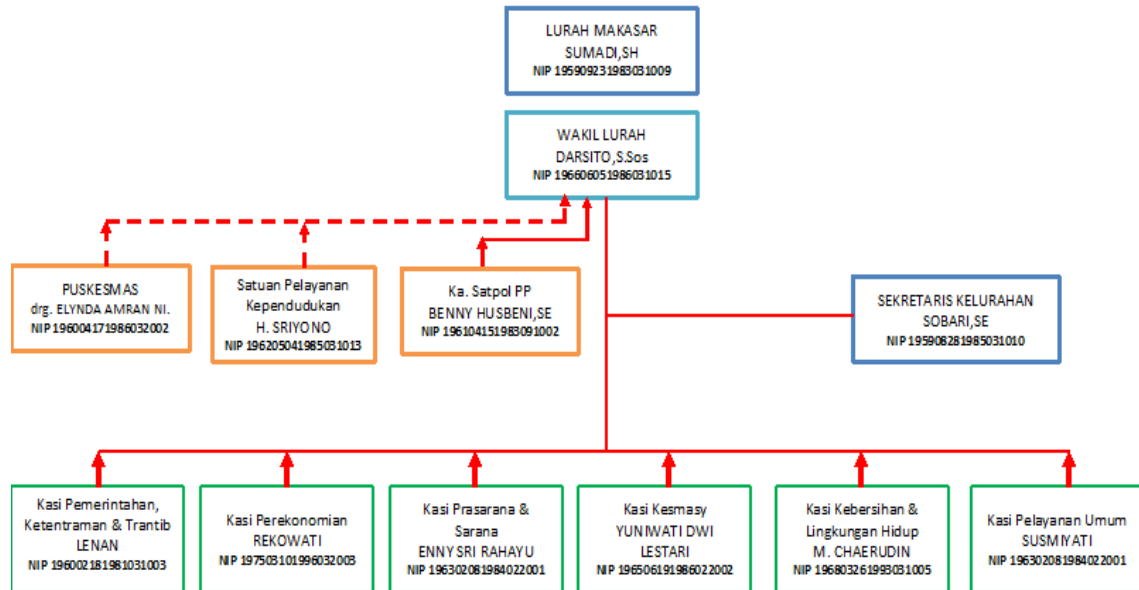 LURAH MAKASAR
SUMADI,SH
NIP 195909231983031009
WAKIL LURAH
DARSITO,S.Sos
NIP 196606051986031015
PUSKESMAS
drg. ELYNDA AMRAN NI.
NIP 196004171986032002
Satuan Pelayanan
Kependudukan
H. SRIYONO
NIP 196205041985031013
Ka. Satpol PP
BENNY HUSBENI,SE
NIP 196104151983091002
SEKRETARIS KELURAHAN
SOBARI,SE
NIP 195908281985031010
Kasi Pemerintahan,
Ketentraman & Trantib
LENAN
NIP 196002181981031003
Kasi Perekonomian
REKOWATI
NIP 197503101996032003
Kasi Prasarana &
Sarana
ENNY SRI RAHAYU
NIP 196302081984022001
Kasi Kesmasy
YUNIWATI DWI
LESTARI
NIP 196506191986022002
Kasi Kebersihan &
Lingkungan Hidup
M. CHAERUDIN
NIP 196803261993031005
Kasi Pelayanan Umum
SUSMIYATI
NIP 196302081984022001